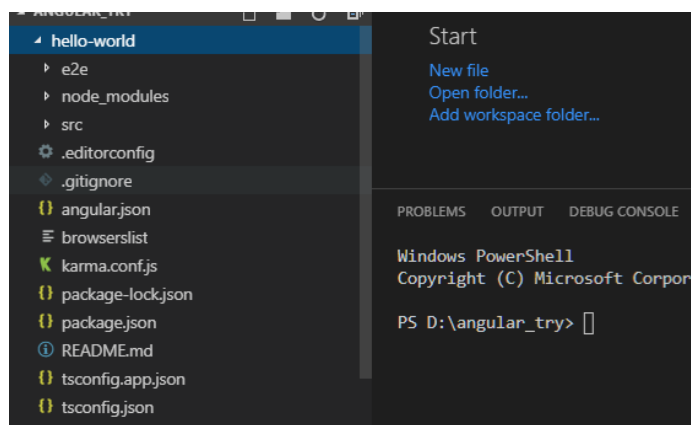 ANGULAR_TRY
hello-world
e2e
node_modules
src
.editorconfig
.gitignore
angular.json
browserslist
karma.conf.js
package-lock.json
package.json
README.md
tsconfig.app.json
tsconfig.json
Start
New file
Open folder...
Add workspace folder...
PROBLEMS OUTPUT DEBUG CONSOLE
Windows PowerShell
Copyright (C) Microsoft Corpor
PS D:\angular_try>